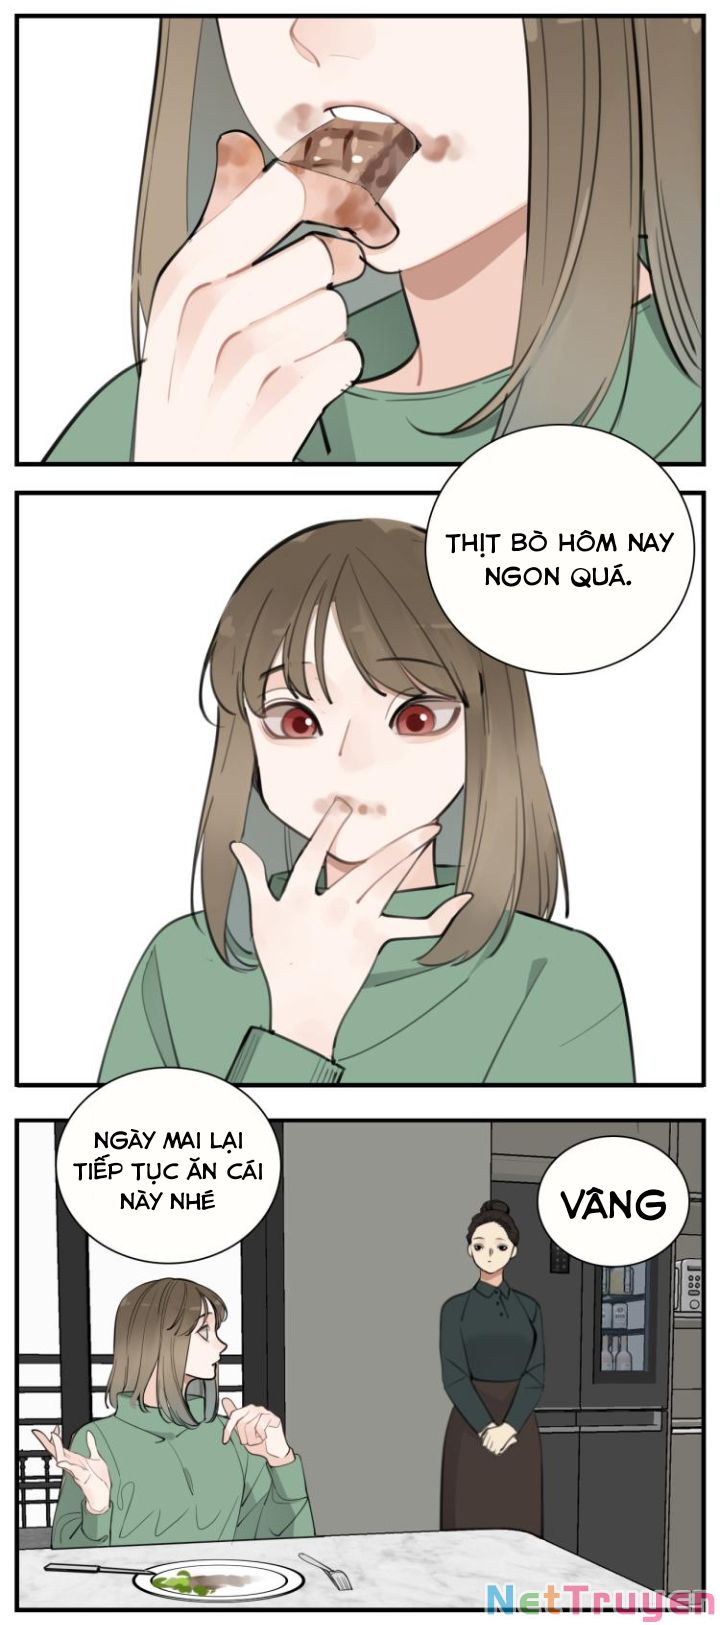 THỊT BÒ HÔM NAY
NGON QUÁ.
NGÀY MAI LẠI
TIẾP TỤC ĂN CÁI
NÀY NHÉ
VÂNG
NetTruyen